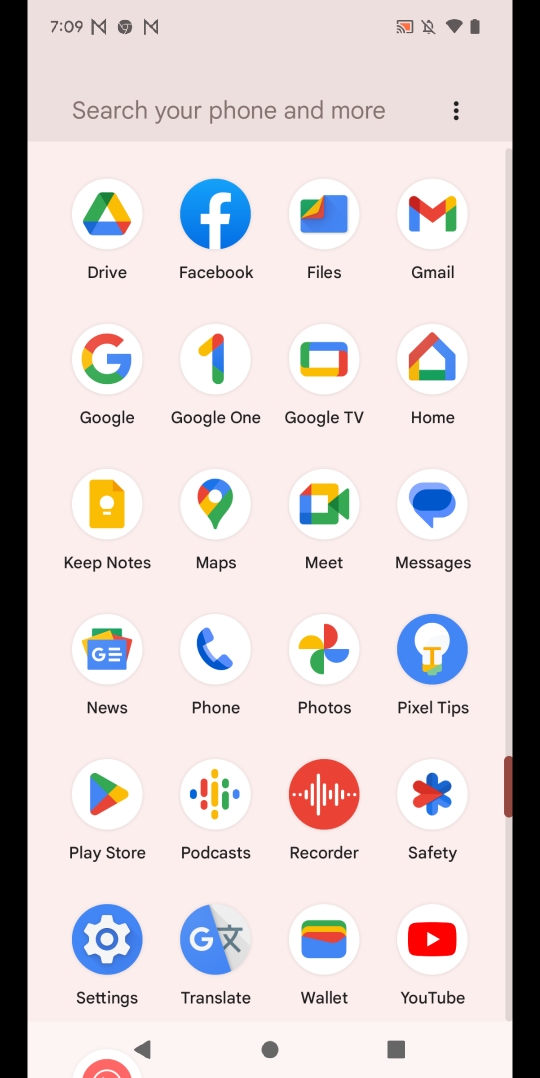 7:09
Search your phone and more
Drive Facebook Files Gmail
Google Google One Google TV Home
Keep Notes Maps Meet Messages
News Phone Photos Pixel Tips
Play Store Podcasts Recorder Safety
Settings Translate Wallet YouTube